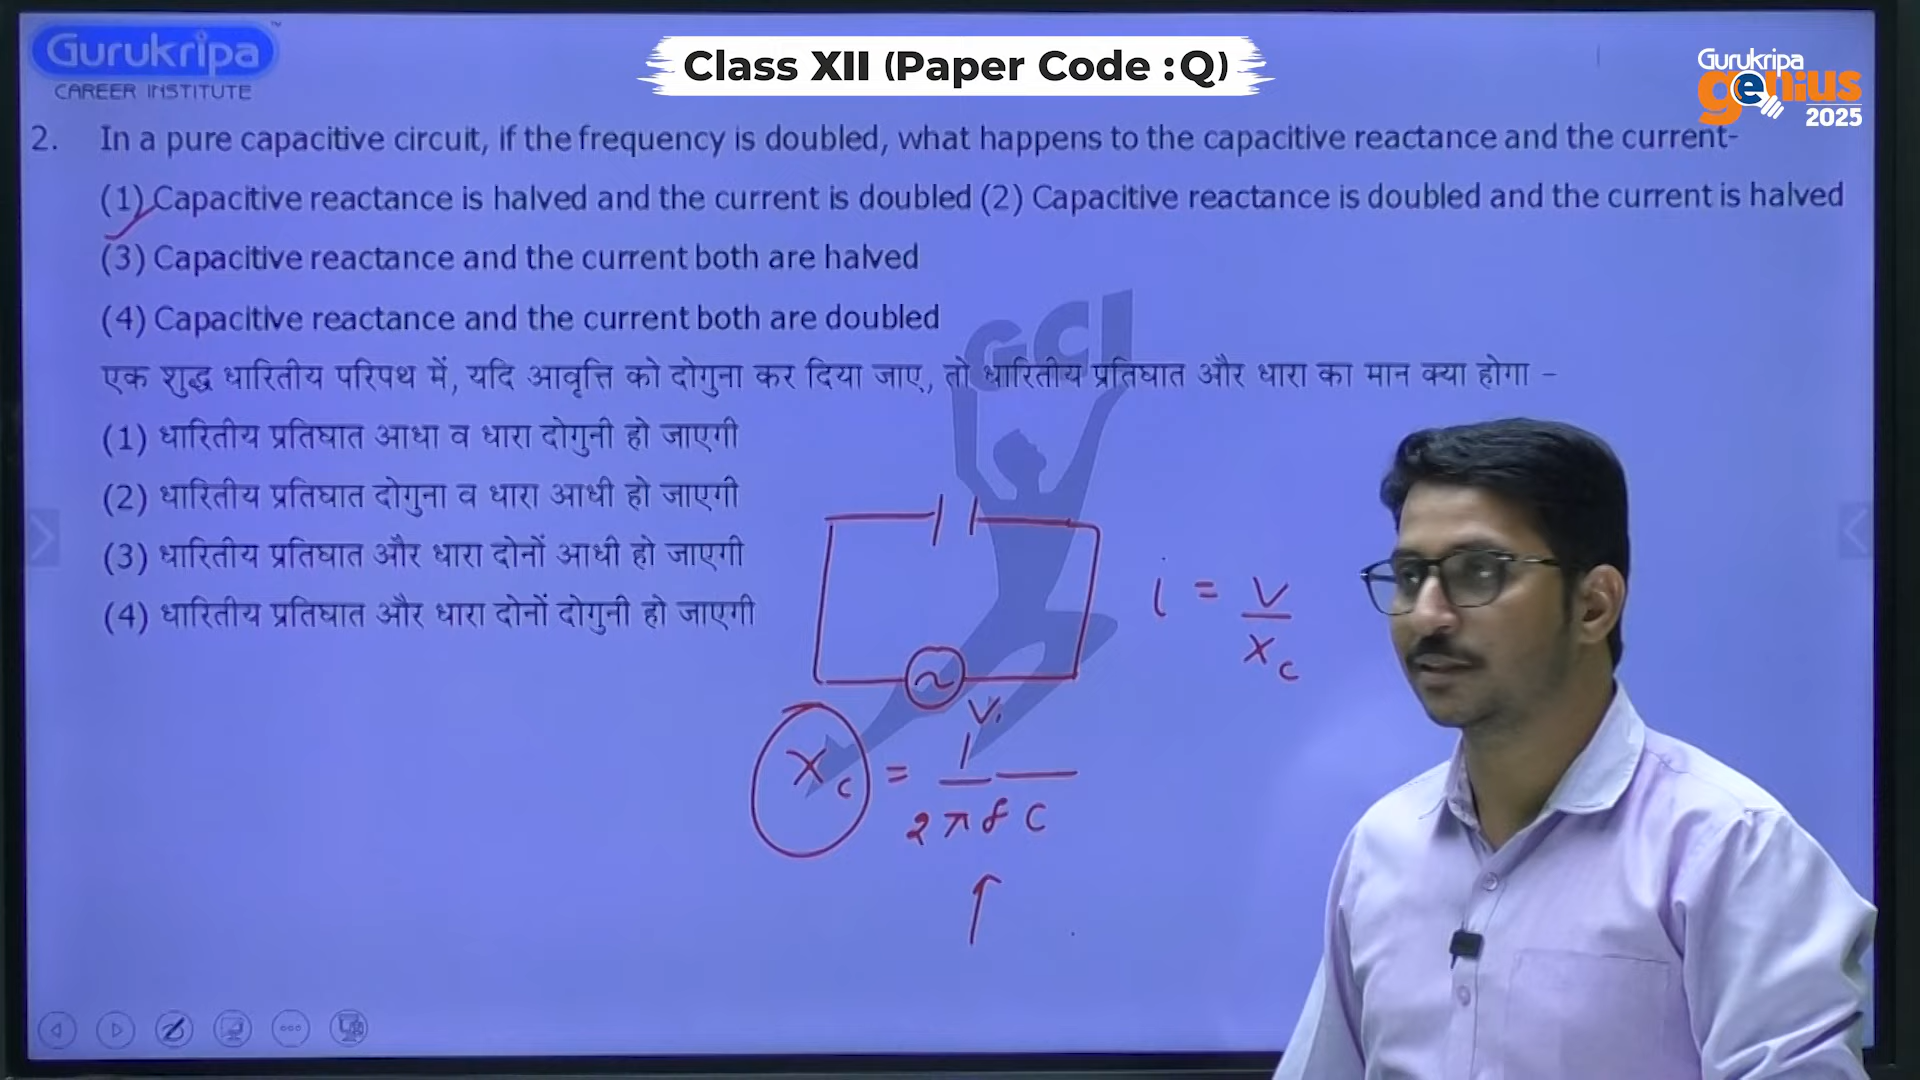 Gurukripa™
CAREER INSTITUTE
Class XII (Paper Code :Q)
Gurukripa
genius
2025
2. In a pure capacitive circuit, if the frequency is doubled, what happens to the capacitive reactance and the current-
(1) Capacitive reactance is halved and the current is doubled (2) Capacitive reactance is doubled and the current is halved
(3) Capacitive reactance and the current both are halved
(4) Capacitive reactance and the current both are doubled
एक शुद्ध धारितीय परिपथ में, यदि आवृत्ति को दोगुना कर दिया जाए, तो धारितीय प्रतिघात और धारा का मान क्या होगा –
(1) धारितीय प्रतिघात आधा व धारा दोगुनी हो जाएगी
(2) धारितीय प्रतिघात दोगुना व धारा आधी हो जाएगी
(3) धारितीय प्रतिघात और धारा दोनों आधी हो जाएगी
(4) धारितीय प्रतिघात और धारा दोनों दोगुनी हो जाएगी
GCI
i = V
X c
V
X c = 1
2 π f c